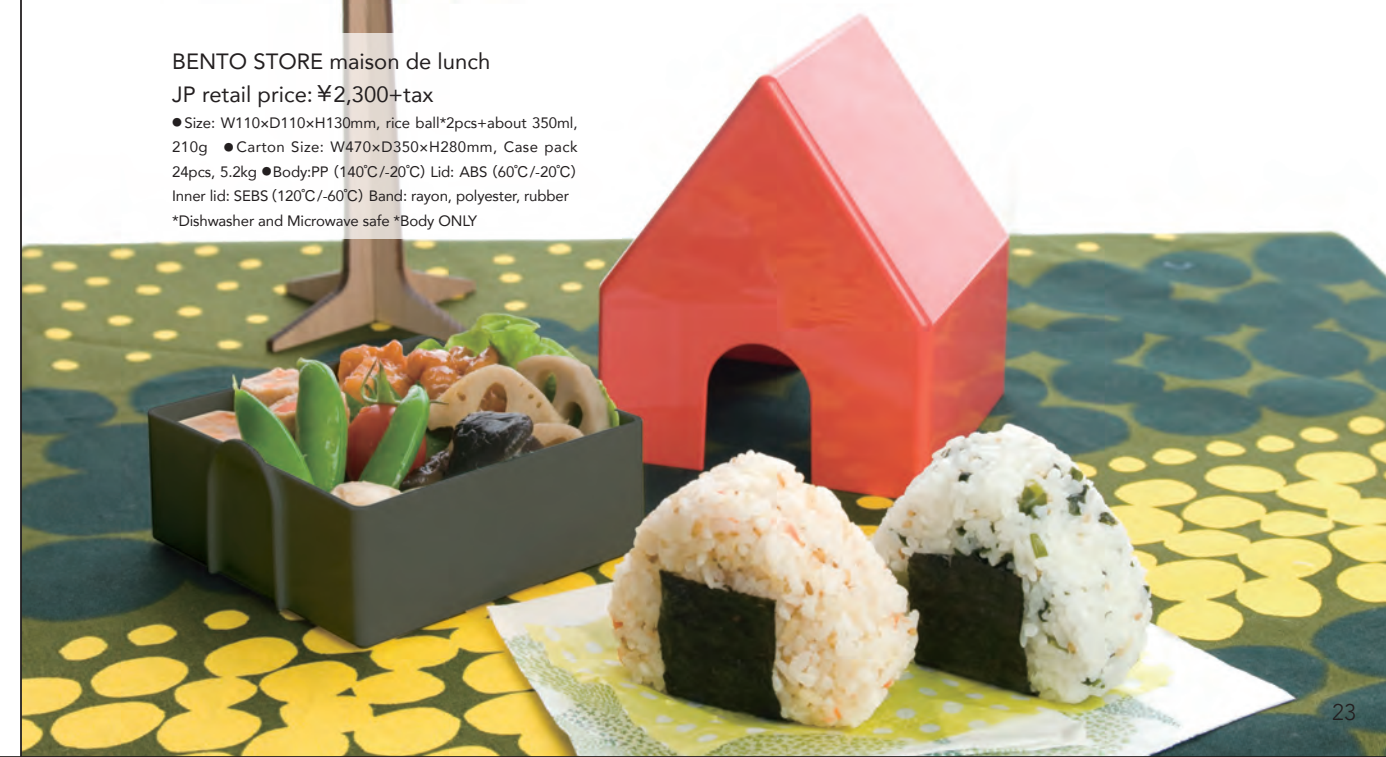 BENTO STORE maison de lunch
JP retail price: ¥2,300+tax
●Size: W110×D110×H130mm, rice ball*2pcs+about 350ml,
210g ●Carton Size: W470×D350×H280mm, Case pack
24pcs, 5.2kg ●Body:PP (140℃/-20℃) Lid: ABS (60℃/-20℃)
Inner lid: SEBS (120℃/-60℃) Band: rayon, polyester, rubber
*Dishwasher and Microwave safe *Body ONLY
23